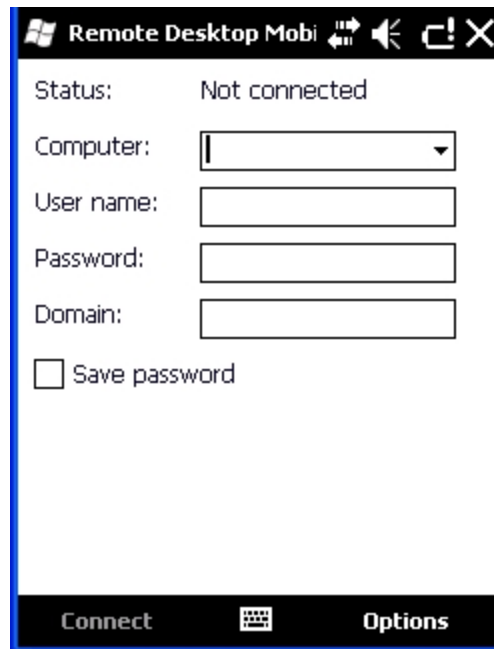 Remote Desktop Mobi
Status: Not connected
Computer:
User name:
Password:
Domain:
Save password
Connect Options